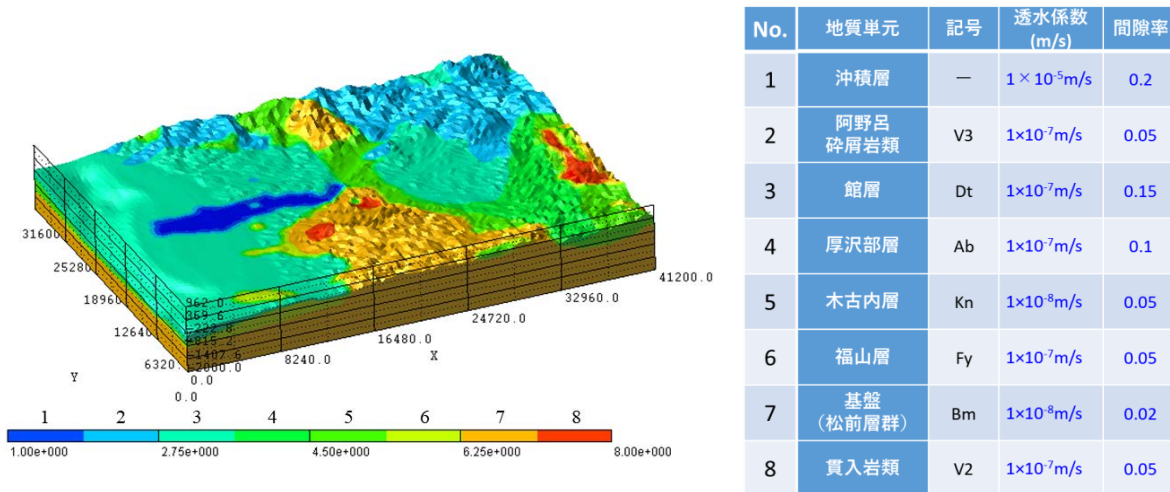 31600
25280
18960
12640
6320.0
0.0
962.0
369.6
-222.8
-815.2
-1407.6
-2000.0
0.0
8240.0
16480.0
24720.0
32960.0
41200.0
X
Y
1 2 3 4 5 6 7 8
1.00e+000 2.75e+000 4.50e+000 6.25e+000 8.00e+000
No. 地質単元 記号 透水係数 間隙率
(m/s)
1 沖積層 ― 1×10-5m/s 0.2
2 阿野呂 V3 1×10-7m/s 0.05
砕屑岩類
3 館層 Dt 1×10-7m/s 0.15
4 厚沢部層 Ab 1×10-7m/s 0.1
5 木古内層 Kn 1×10-8m/s 0.05
6 福山層 Fy 1×10-7m/s 0.05
7 基盤 Bm 1×10-8m/s 0.02
（松前層群）
8 貫入岩類 V2 1×10-7m/s 0.05